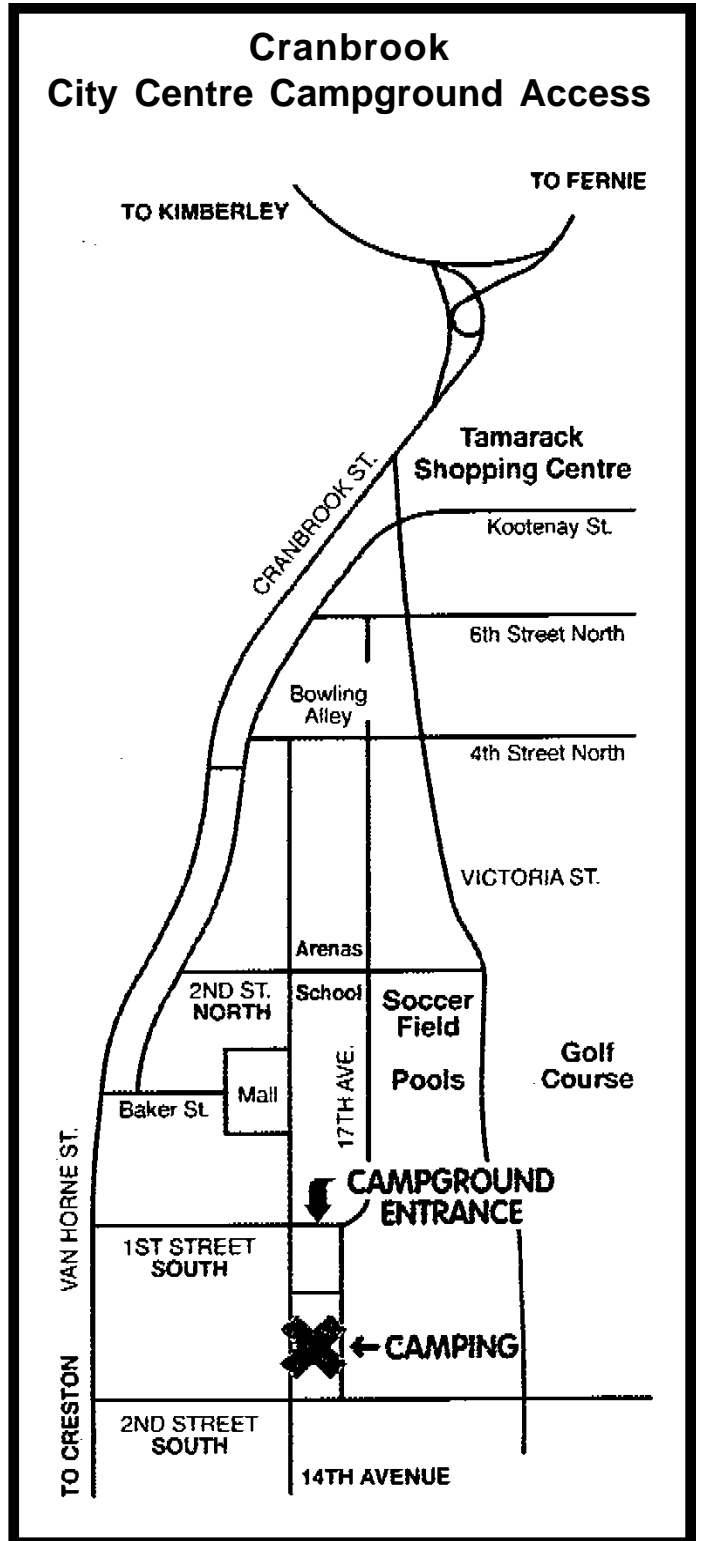 Cranbrook
City Centre Campground Access
TO FERNIE
TO KIMBERLEY
Tamarack
Shopping Centre
CRANBROOK ST.
Kootenay St.
6th Street North
Bowling
Alley
4th Street North
VICTORIA ST.
Arenas
2ND ST.
NORTH
School
Soccer
Field
Golf
Course
Pools
Mall
Baker St.
17TH AVE.
VAN HORNE ST.
CAMPGROUND
ENTRANCE
1ST STREET
SOUTH
←CAMPING
TO CRESTON
2ND STREET
SOUTH
14TH AVENUE